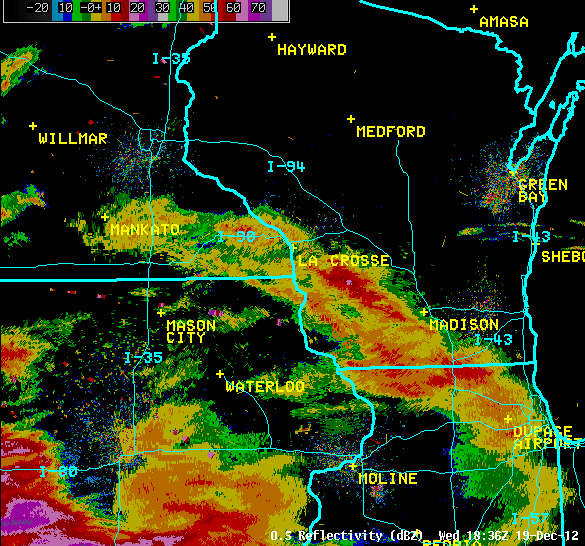 -20 10 -0+ 10 20 30 40 50 60 70
AMASA
HAYWARD
I-35
WILLMAR
MEDFORD
I-94
GREEN
BAY
MANKATO
I-90
I-43
LA CROSSE
SHEBO
MASON
CITY
MADISON
I-43
I-35
WATERLOO
DUPAGE
AIRPORT
I-80
MOLINE
I-57
0.5 Reflectivity (dBZ) Wed 18:36Z 19-Dec-12
PEORIA